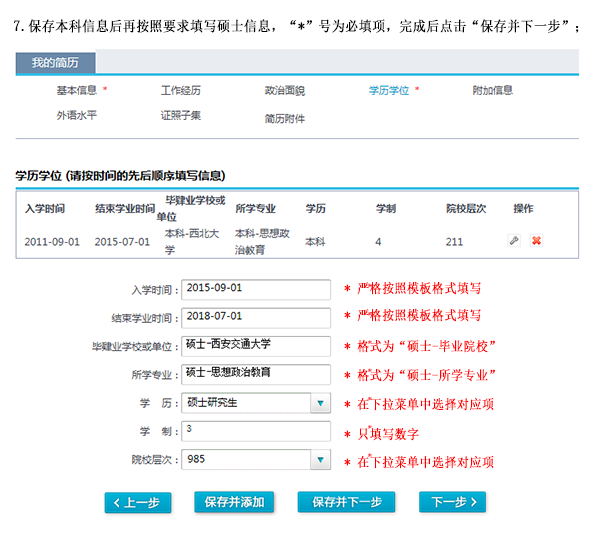 7.保存本科信息后再按照要求填写硕士信息，“*”号为必填项，完成后点击“保存并下一步”；
我的简历
基本信息 * 工作经历 政治面貌 学历学位 * 附加信息
外语水平 证照子集 简历附件
学历学位 (请按时间的先后顺序填写信息)
入学时间 结束学业时间 毕肄业学校或单位 所学专业 学历 学制 院校层次 操作
2011-09-01 2015-07-01 本科-西北大学 本科-思想政治教育 本科 4 211
入学时间： 2015-09-01 * 严格按照模板格式填写
结束学业时间： 2018-07-01 * 严格按照模板格式填写
毕肄业学校或单位： 硕士-西安交通大学 * 格式为“硕士-毕业院校”
所学专业： 硕士-思想政治教育 * 格式为“硕士-所学专业”
学 历： 硕士研究生 * 在下拉菜单中选择对应项
学 制： 3 * 只填写数字
院校层次： 985 * 在下拉菜单中选择对应项
上一步 保存并添加 保存并下一步 下一步